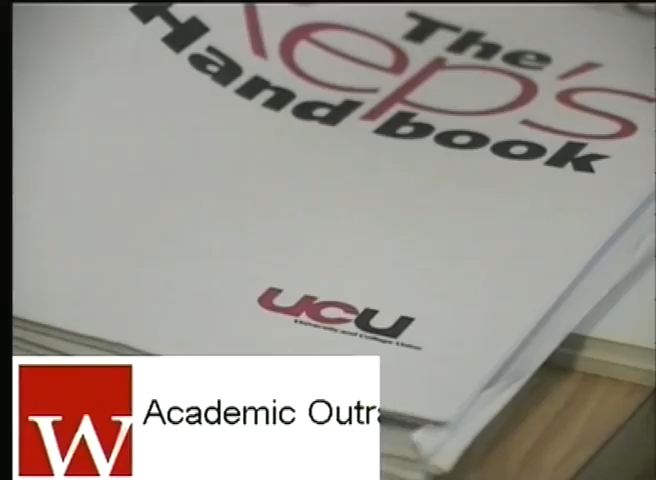 The
Rep's
Handbook
UCU
University and College Union
W
Academic Outra